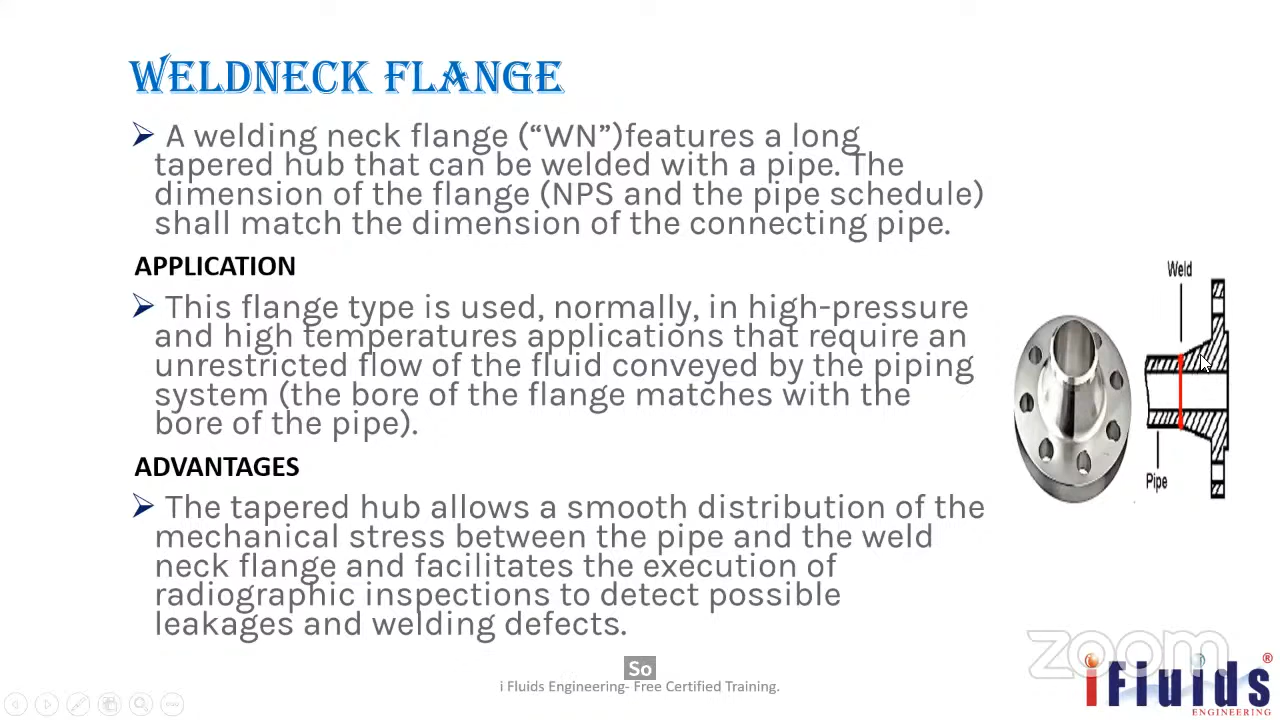 WELDNECK FLANGE
A welding neck flange (“WN”)features a long
tapered hub that can be welded with a pipe. The
dimension of the flange (NPS and the pipe schedule)
shall match the dimension of the connecting pipe.
APPLICATION
This flange type is used, normally, in high-pressure
and high temperatures applications that require an
unrestricted flow of the fluid conveyed by the piping
system (the bore of the flange matches with the
bore of the pipe).
ADVANTAGES
The tapered hub allows a smooth distribution of the
mechanical stress between the pipe and the weld
neck flange and facilitates the execution of
radiographic inspections to detect possible
leakages and welding defects.
Weld
Pipe
So
i Fluids Engineering- Free Certified Training.
zoom
iFluids®
ENGINEERING